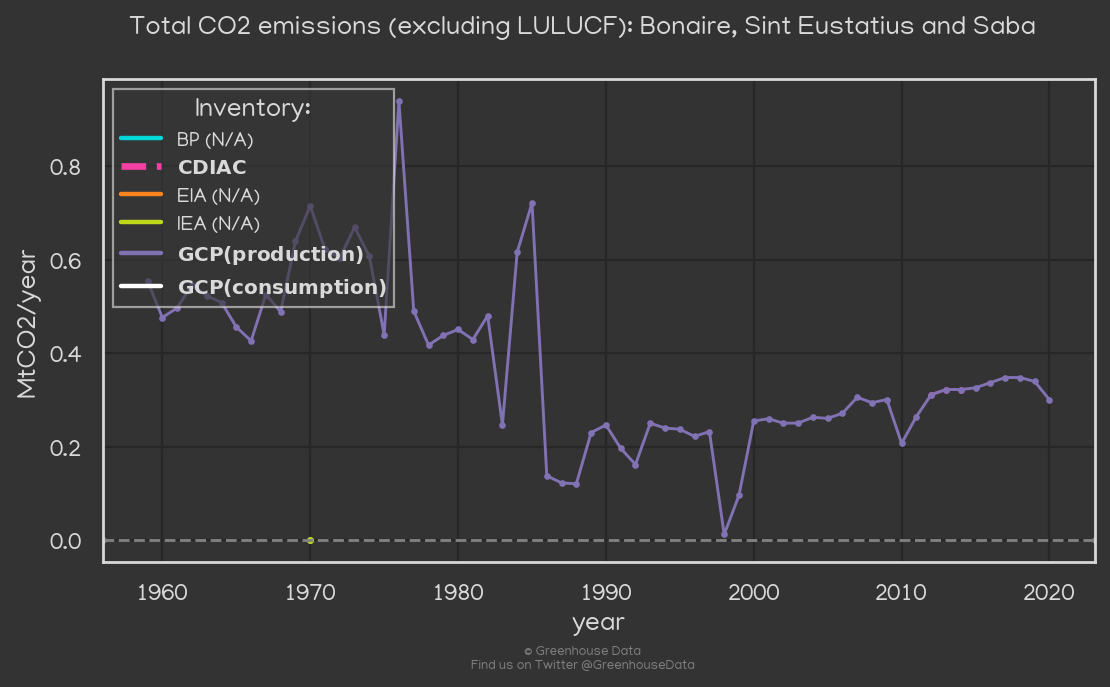 Total CO2 emissions (excluding LULUCF): Bonaire, Sint Eustatius and Saba
Inventory:
BP (N/A)
CDIAC
EIA (N/A)
IEA (N/A)
GCP(production)
GCP(consumption)
MtCO2/year
0.8
0.6
0.4
0.2
0.0
1960 1970 1980 1990 2000 2010 2020
year
© Greenhouse Data
Find us on Twitter @GreenhouseData